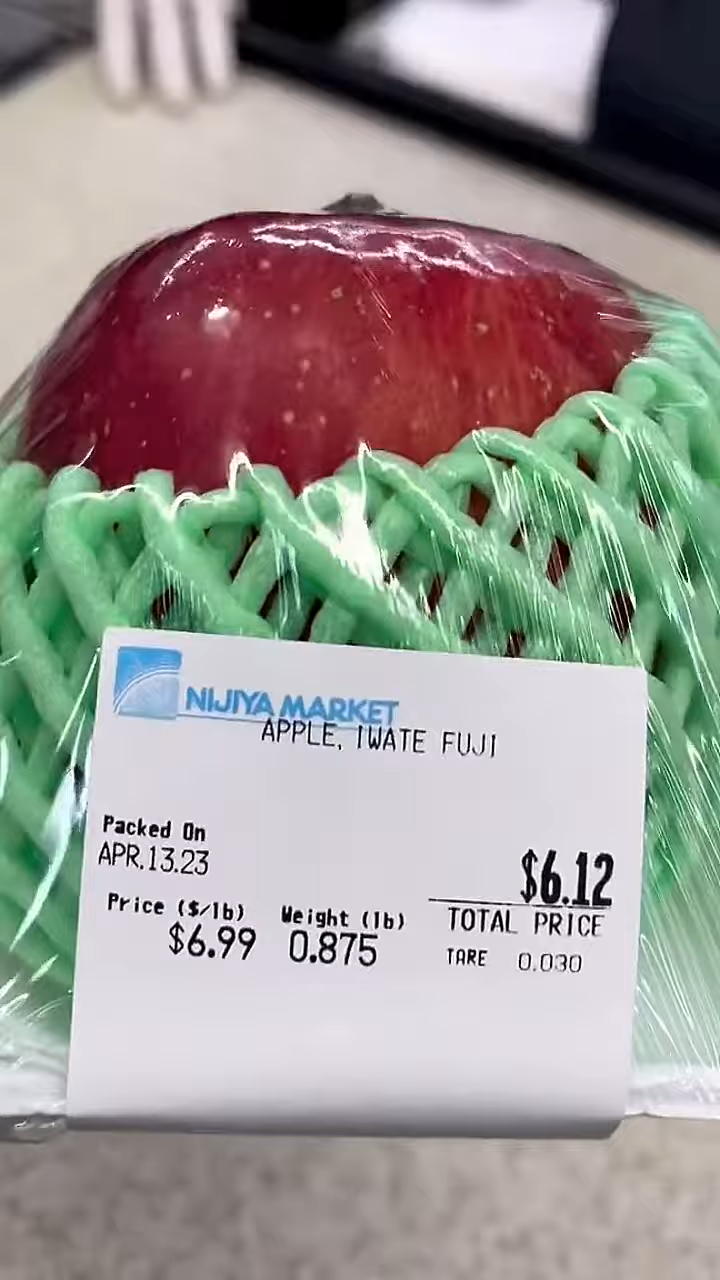 NIJIYA MARKET
APPLE, IWATE FUJI
Packed On
APR.13.23
$6.12
Price ($/lb) Weight (lb) TOTAL PRICE
$6.99 0.875 TARE 0.030